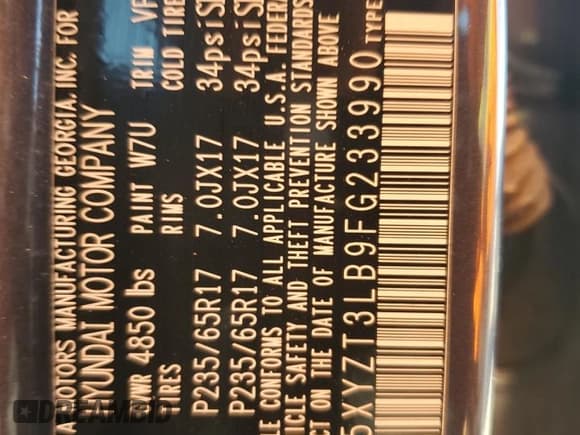 MOTORS MANUFACTURING GEORGIA, INC. FOR
HYUNDAI MOTOR COMPANY
4850 lbs PAINT W7U TRIM
TIRES RIMS COLD TIRE
P235/65R17 7.0JX17 34psi
P235/65R17 7.0JX17 34psi
CONFORMS TO ALL APPLICABLE U.S.A. FEDERA
SAFETY AND THEFT PREVENTION STANDARDS
ON THE DATE OF MANUFACTURE SHOWN ABOVE
5XYZT3LB9FG233990 TYPE
DREAMBID